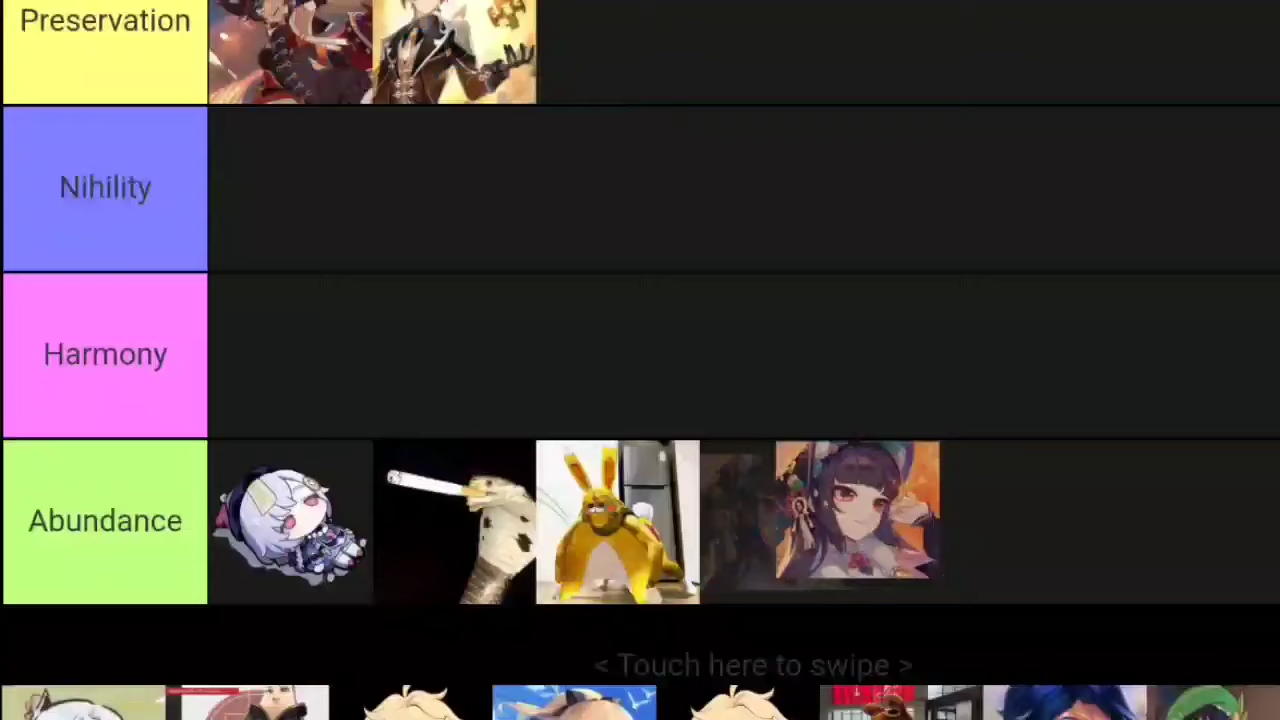 Preservation
Nihility
Harmony
Abundance
< Touch here to swipe >